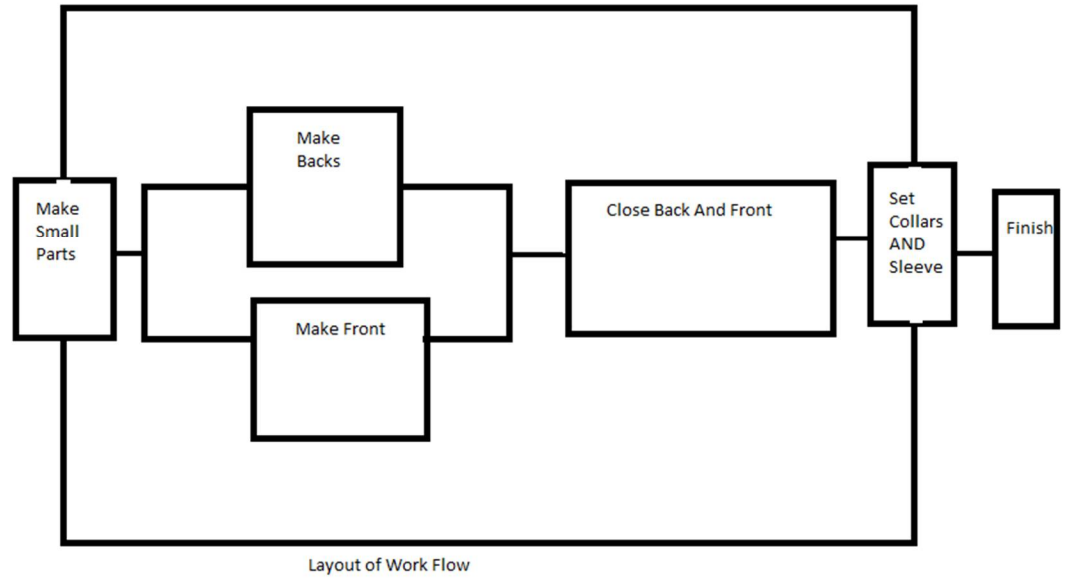 Make
Small
Parts
Make
Backs
Make Front
Close Back And Front
Set
Collars
AND
Sleeve
Finish
Layout of Work Flow